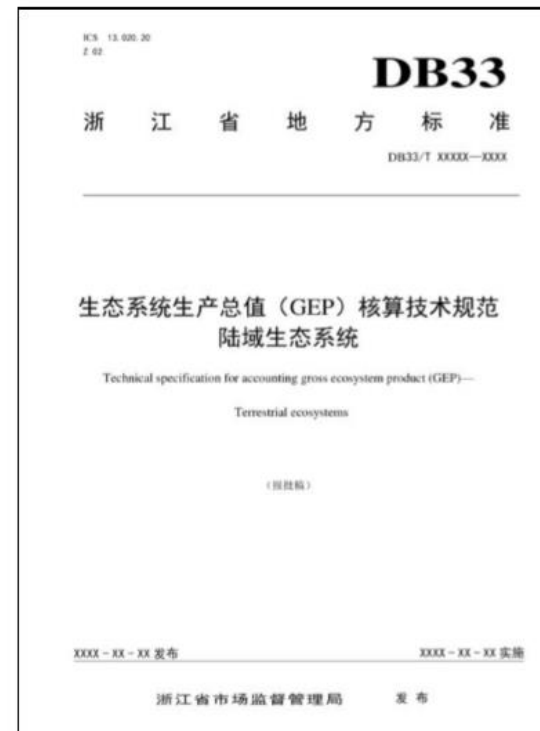 ICS 13.020.20
Z 02
DB33
浙江省地方标准
DB33/T XXXXX—XXXX
生态系统生产总值（GEP）核算技术规范
陆域生态系统
Technical specification for accounting gross ecosystem product (GEP)—
Terrestrial ecosystems
（报批稿）
XXXX-XX-XX 发布
XXXX-XX-XX 实施
浙江省市场监督管理局 发布